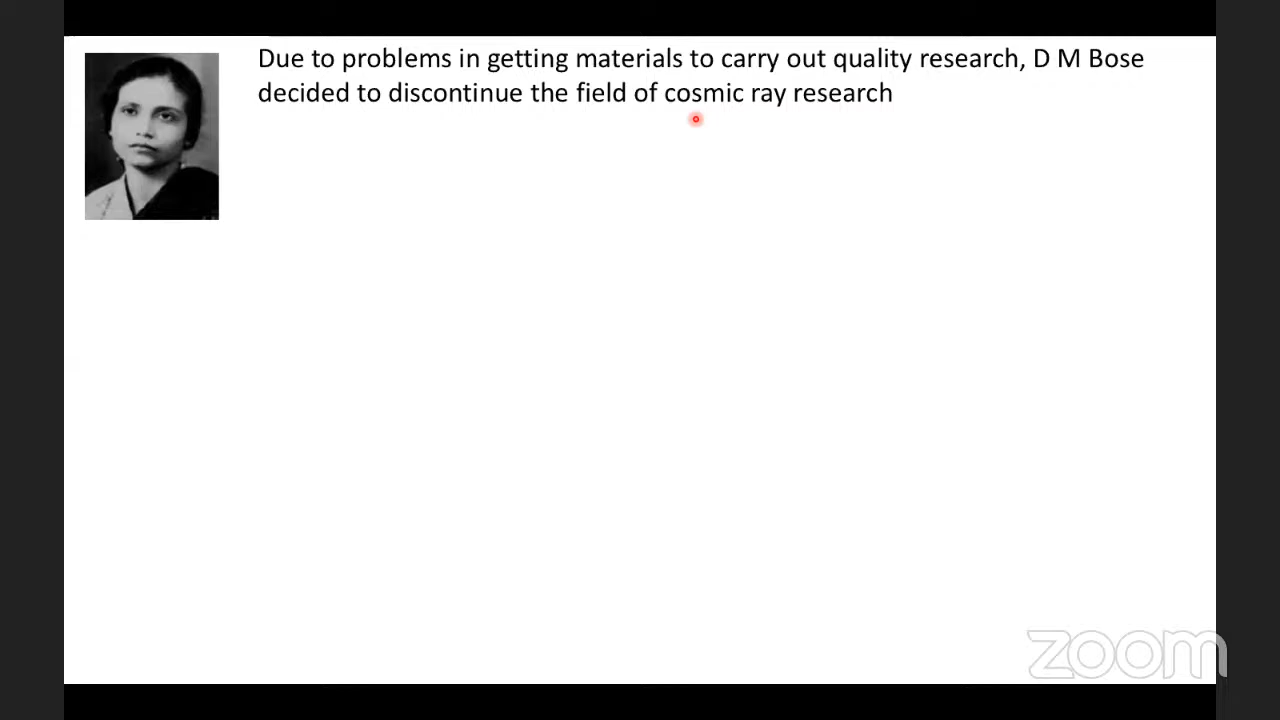 Due to problems in getting materials to carry out quality research, D M Bose
decided to discontinue the field of cosmic ray research
zoom